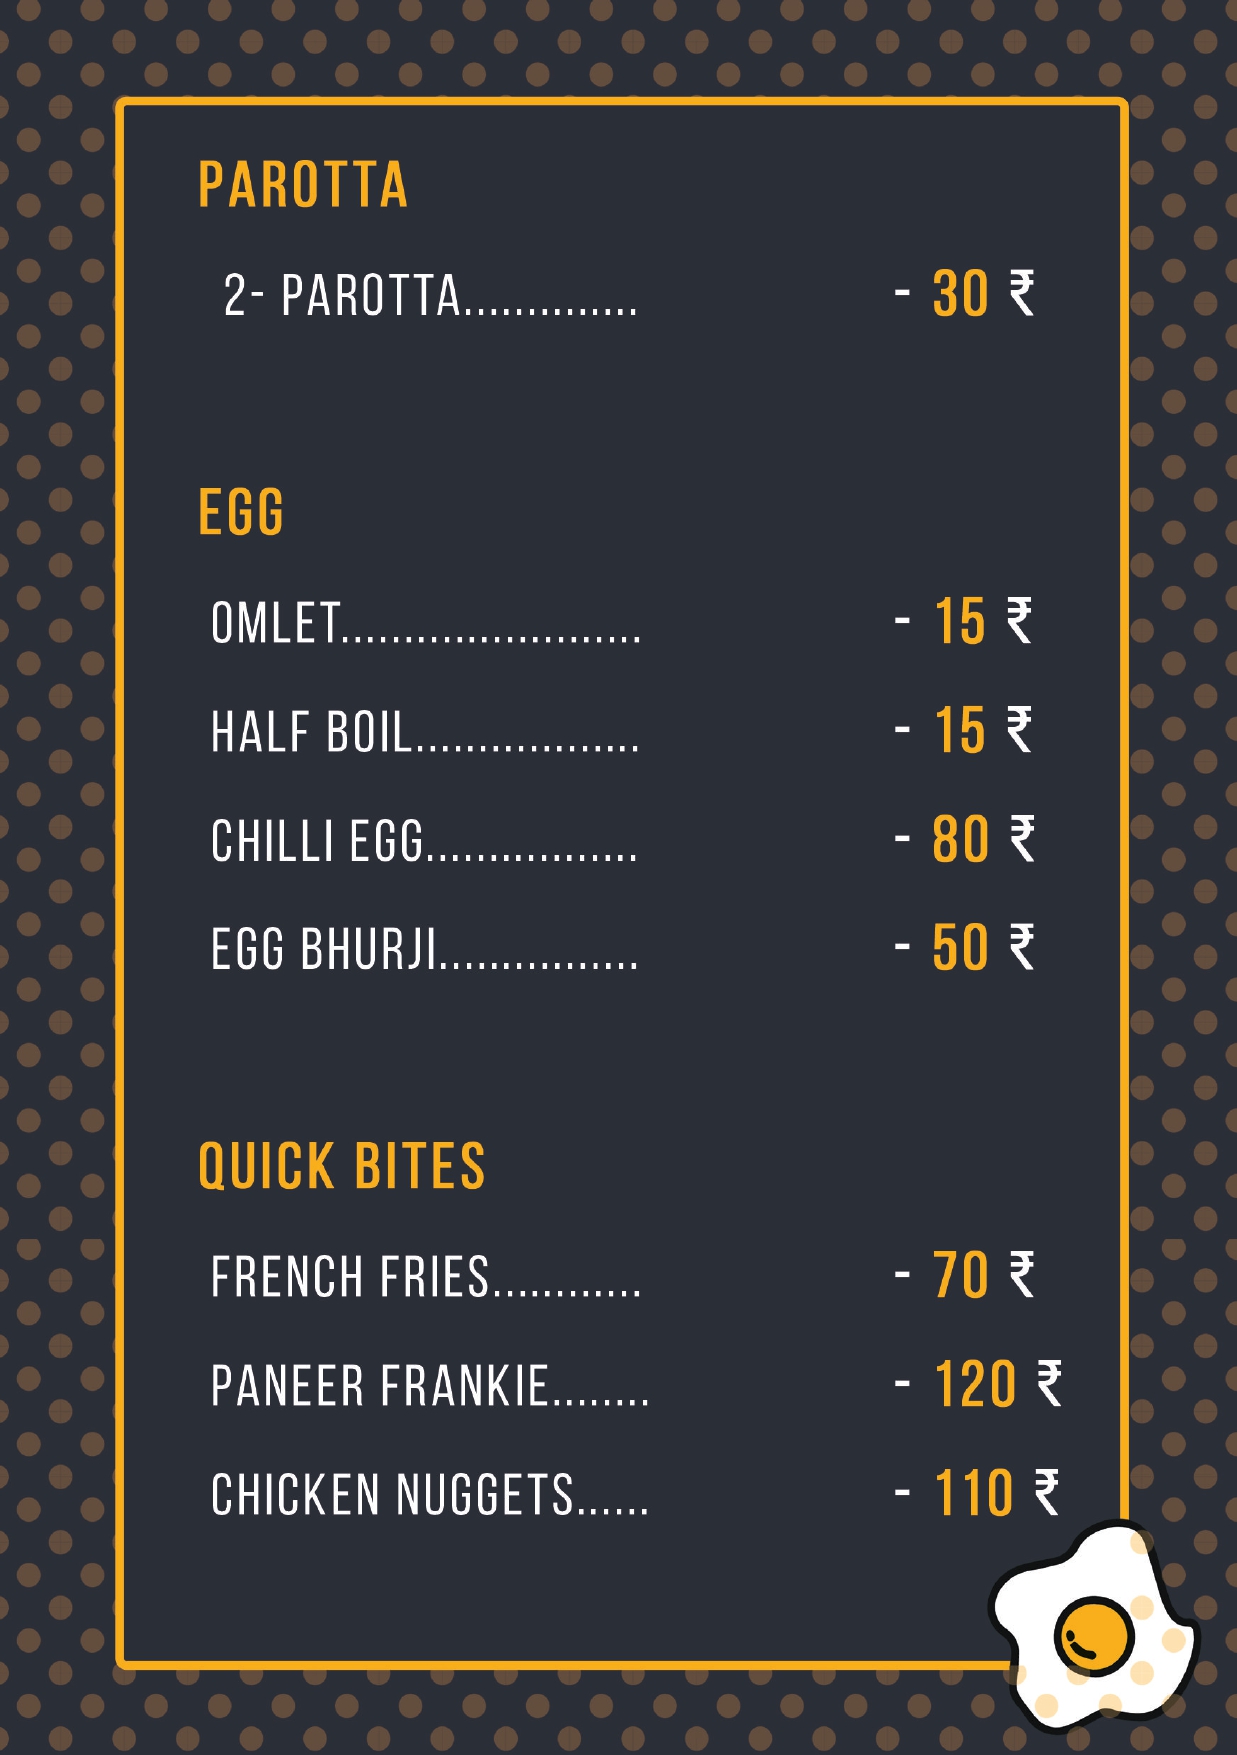 PAROTTA
2- PAROTTA.............. - 30 ₹
EGG
OMLET........................ - 15 ₹
HALF BOIL.................. - 15 ₹
CHILLI EGG................. - 80 ₹
EGG BHURJI................ - 50 ₹
QUICK BITES
FRENCH FRIES............ - 70 ₹
PANEER FRANKIE........ - 120 ₹
CHICKEN NUGGETS...... - 110 ₹